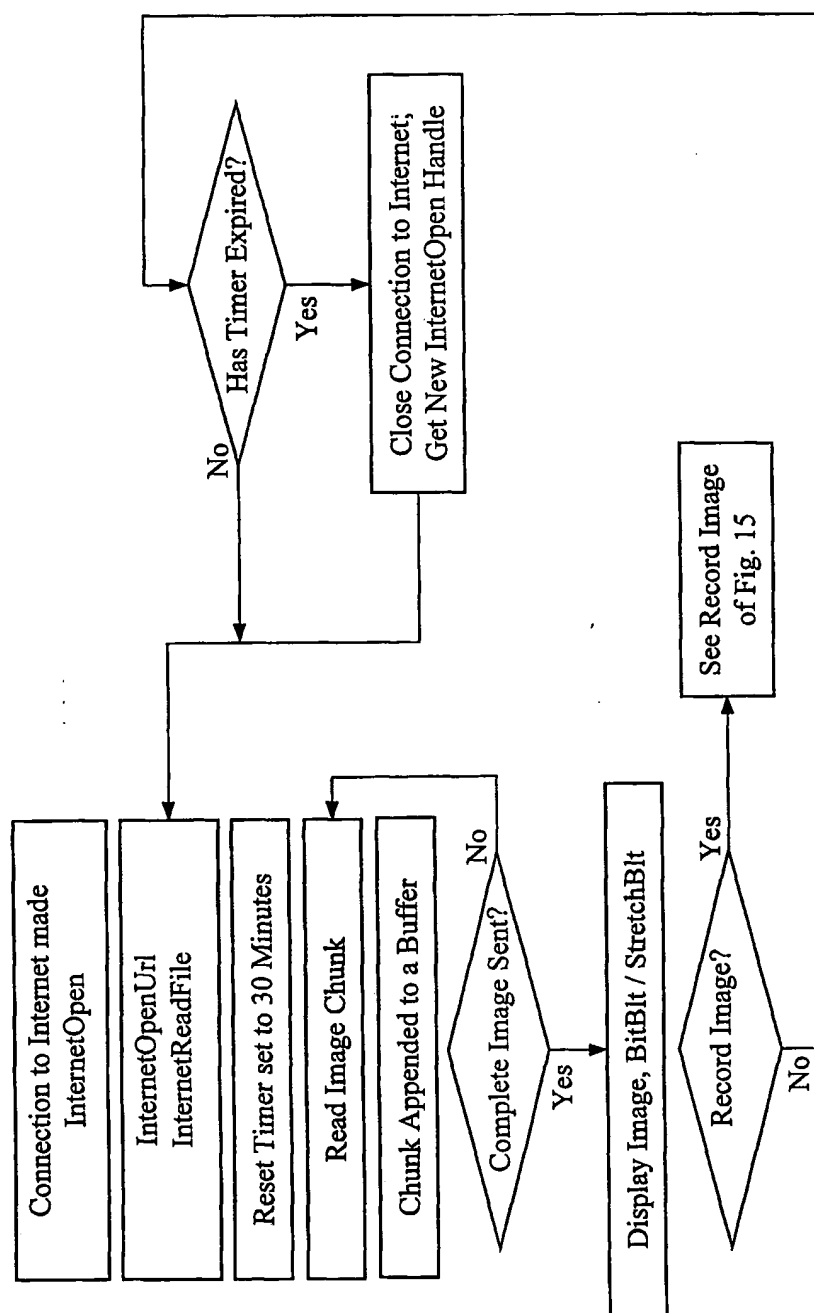 Connection to Internet made
InternetOpen
InternetOpenUrl
InternetReadFile
Reset Timer set to 30 Minutes
Read Image Chunk
Chunk Appended to a Buffer
Complete Image Sent?
No
Yes
Display Image, BitBlt / StretchBlt
Record Image?
Yes
No
See Record Image
of Fig. 15
Has Timer Expired?
No
Yes
Close Connection to Internet;
Get New InternetOpen Handle